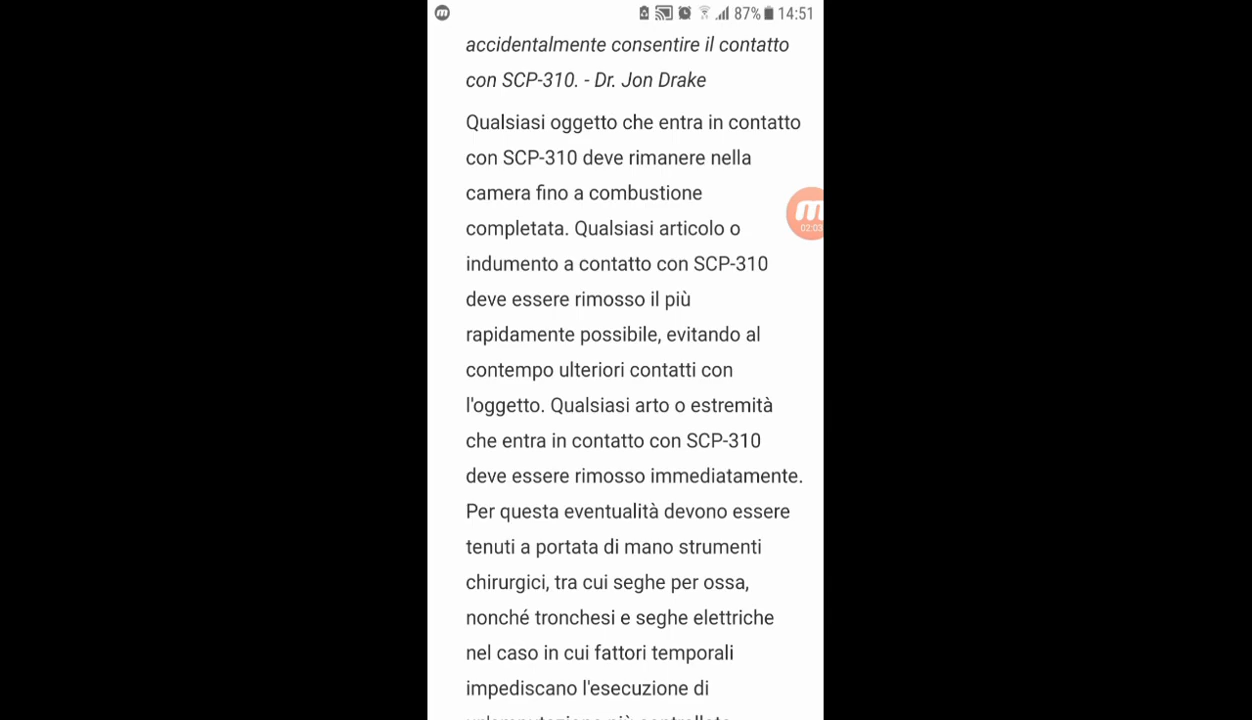 87% 14:51
accidentalmente consentire il contatto
con SCP-310. - Dr. Jon Drake
Qualsiasi oggetto che entra in contatto
con SCP-310 deve rimanere nella
camera fino a combustione
completata. Qualsiasi articolo o
indumento a contatto con SCP-310
deve essere rimosso il più
rapidamente possibile, evitando al
contempo ulteriori contatti con
l'oggetto. Qualsiasi arto o estremità
che entra in contatto con SCP-310
deve essere rimosso immediatamente.
Per questa eventualità devono essere
tenuti a portata di mano strumenti
chirurgici, tra cui seghe per ossa,
nonché tronchesi e seghe elettriche
nel caso in cui fattori temporali
impediscano l'esecuzione di
02:03